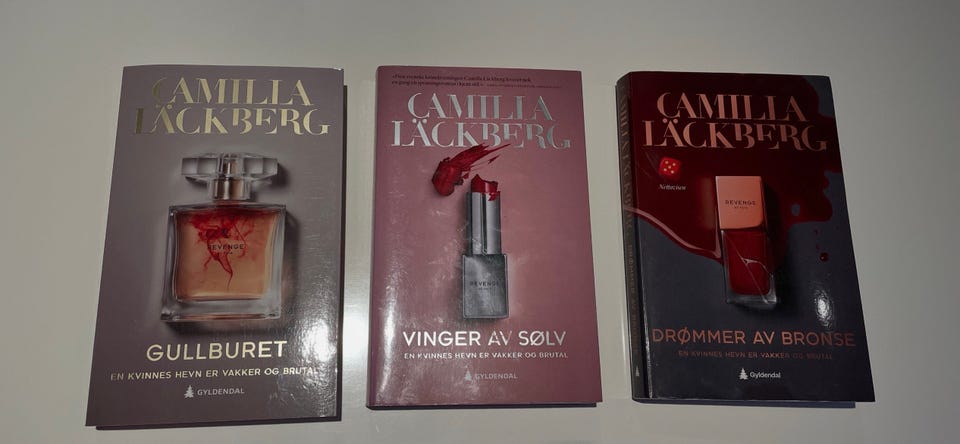 CAMILLA
LÄCKBERG
REVENGE
GULLBURET
EN KVINNES HEVN ER VAKKER OG BRUTAL
GYLDENDAL
CAMILLA
LÄCKBERG
REVENGE
VINGER AV SØLV
EN KVINNES HEVN ER VAKKER OG BRUTAL
GYLDENDAL
CAMILLA
LÄCKBERG
Nettavisen
REVENGE
DRØMMER AV BRONSE
EN KVINNES HEVN ER VAKKER OG BRUTAL
Gyldendal